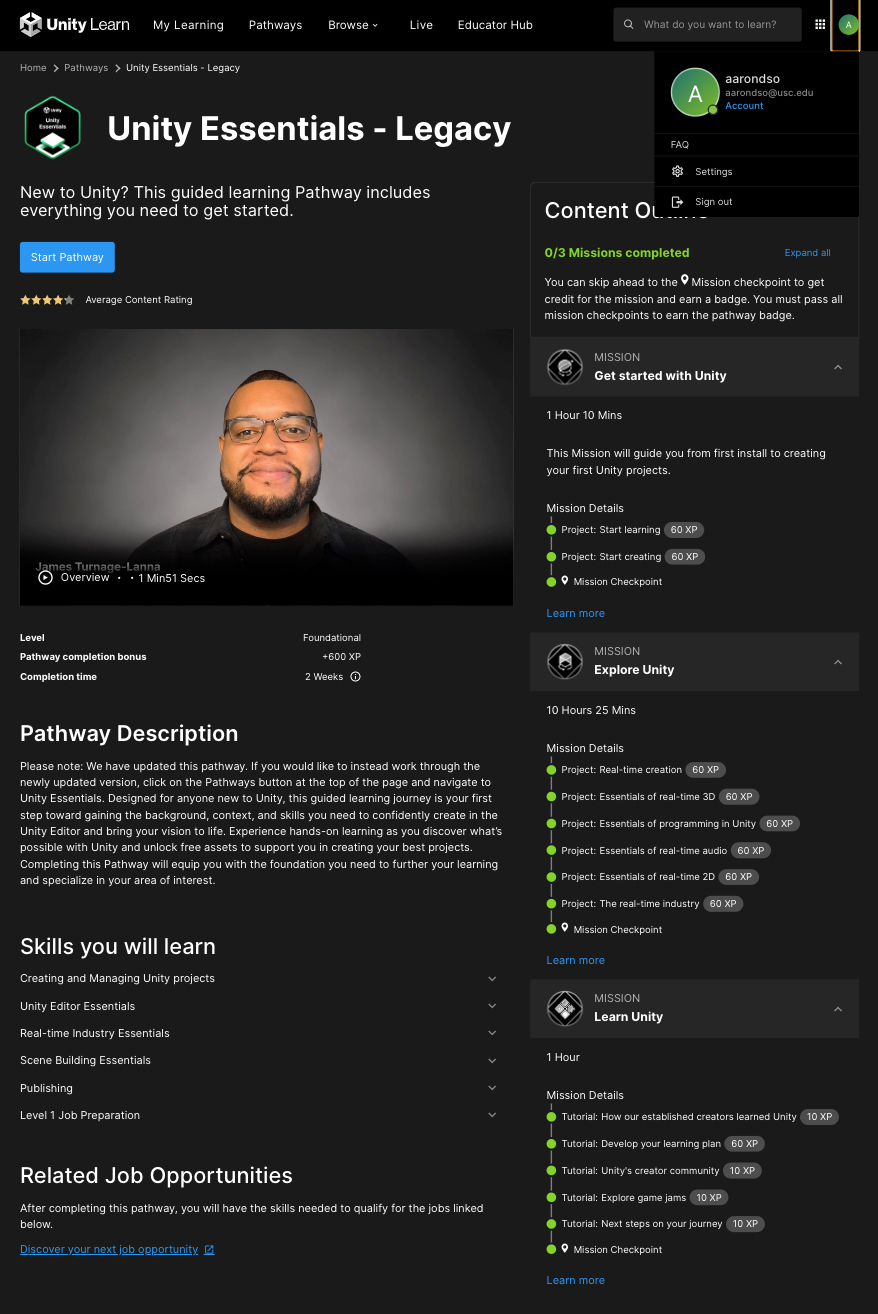 Unity Learn
My Learning
Pathways
Browse
Live
Educator Hub
What do you want to learn?
A
Home
Pathways
Unity Essentials - Legacy
A
aarondso
aarondso@usc.edu
Account
FAQ
Settings
Sign out
Unity
Unity
Essentials
Unity Essentials - Legacy
New to Unity? This guided learning Pathway includes
everything you need to get started.
Start Pathway
Average Content Rating
James Turnage-Lanna
Overview · · 1 Min51 Secs
Level
Foundational
Pathway completion bonus
+600 XP
Completion time
2 Weeks
Pathway Description
Please note: We have updated this pathway. If you would like to instead work through the
newly updated version, click on the Pathways button at the top of the page and navigate to
Unity Essentials. Designed for anyone new to Unity, this guided learning journey is your first
step toward gaining the background, context, and skills you need to confidently create in the
Unity Editor and bring your vision to life. Experience hands-on learning as you discover what's
possible with Unity and unlock free assets to support you in creating your best projects.
Completing this Pathway will equip you with the foundation you need to further your learning
and specialize in your area of interest.
Skills you will learn
Creating and Managing Unity projects
Unity Editor Essentials
Real-time Industry Essentials
Scene Building Essentials
Publishing
Level 1 Job Preparation
Related Job Opportunities
After completing this pathway, you will have the skills needed to qualify for the jobs linked
below.
Discover your next job opportunity
Content Outline
0/3 Missions completed
Expand all
You can skip ahead to the Mission checkpoint to get
credit for the mission and earn a badge. You must pass all
mission checkpoints to earn the pathway badge.
MISSION
Get started with Unity
1 Hour 10 Mins
This Mission will guide you from first install to creating
your first Unity projects.
Mission Details
Project: Start learning 60 XP
Project: Start creating 60 XP
Mission Checkpoint
Learn more
MISSION
Explore Unity
10 Hours 25 Mins
Mission Details
Project: Real-time creation 60 XP
Project: Essentials of real-time 3D 60 XP
Project: Essentials of programming in Unity 60 XP
Project: Essentials of real-time audio 60 XP
Project: Essentials of real-time 2D 60 XP
Project: The real-time industry 60 XP
Mission Checkpoint
Learn more
MISSION
Learn Unity
1 Hour
Mission Details
Tutorial: How our established creators learned Unity 10 XP
Tutorial: Develop your learning plan 60 XP
Tutorial: Unity's creator community 10 XP
Tutorial: Explore game jams 10 XP
Tutorial: Next steps on your journey 10 XP
Mission Checkpoint
Learn more